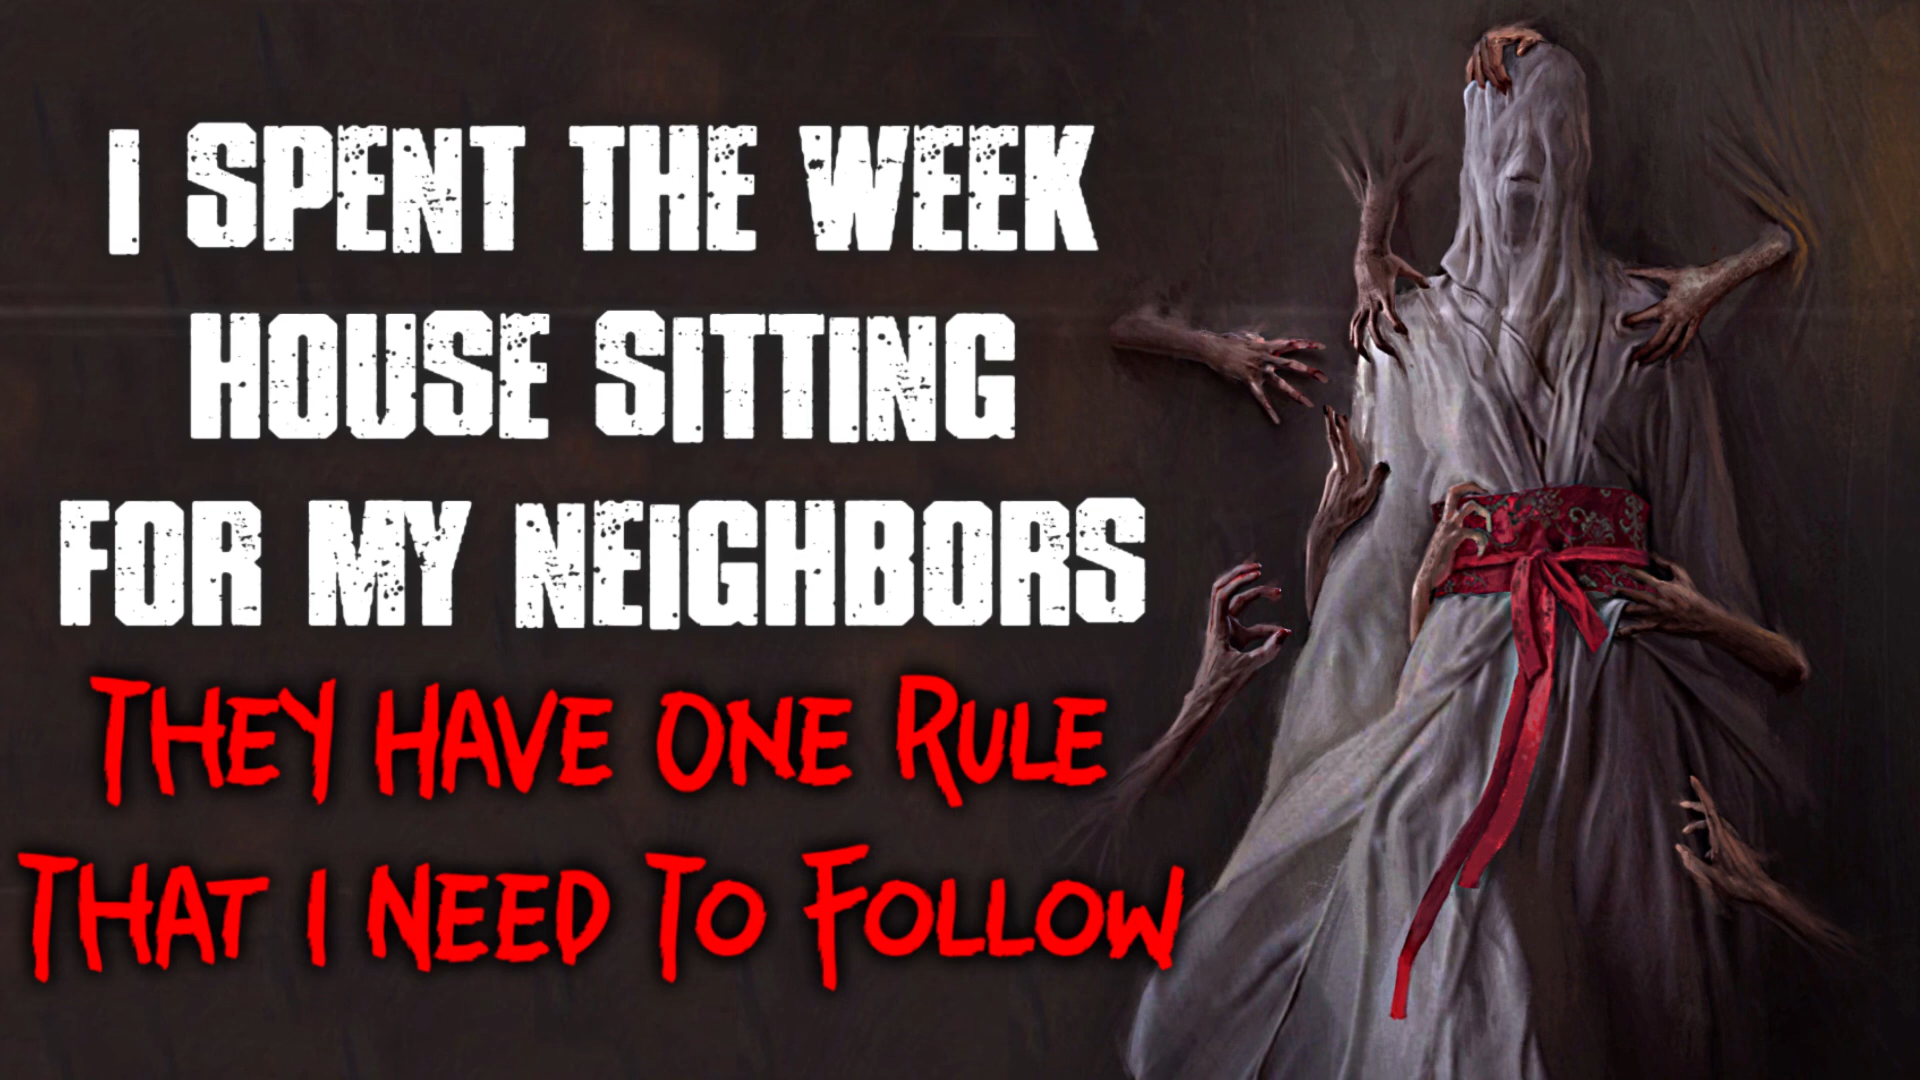 I SPENT THE WEEK
HOUSE SITTING
FOR MY NEIGHBORS
THEY HAVE ONE RULE
THAT I NEED TO FOLLOW